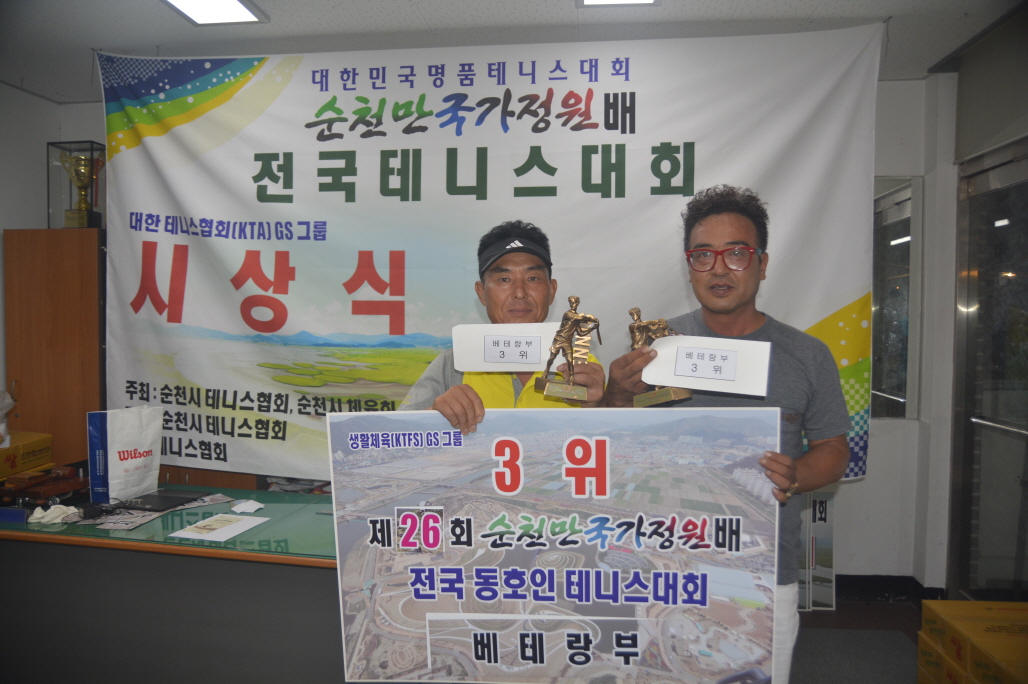 대한민국명품테니스대회
순천만국가정원배
전국테니스대회
대한 테니스협회(KTA) GS 그룹
시상식
주최 : 순천시 테니스협회, 순천시 체육회
순천시 테니스협회
테니스협회
Wilson
베테랑부
3 위
베테랑부
3 위
생활체육(KTFS) GS 그룹
3 위
제26회 순천만국가정원배
전국 동호인 테니스대회
베테랑부
대회